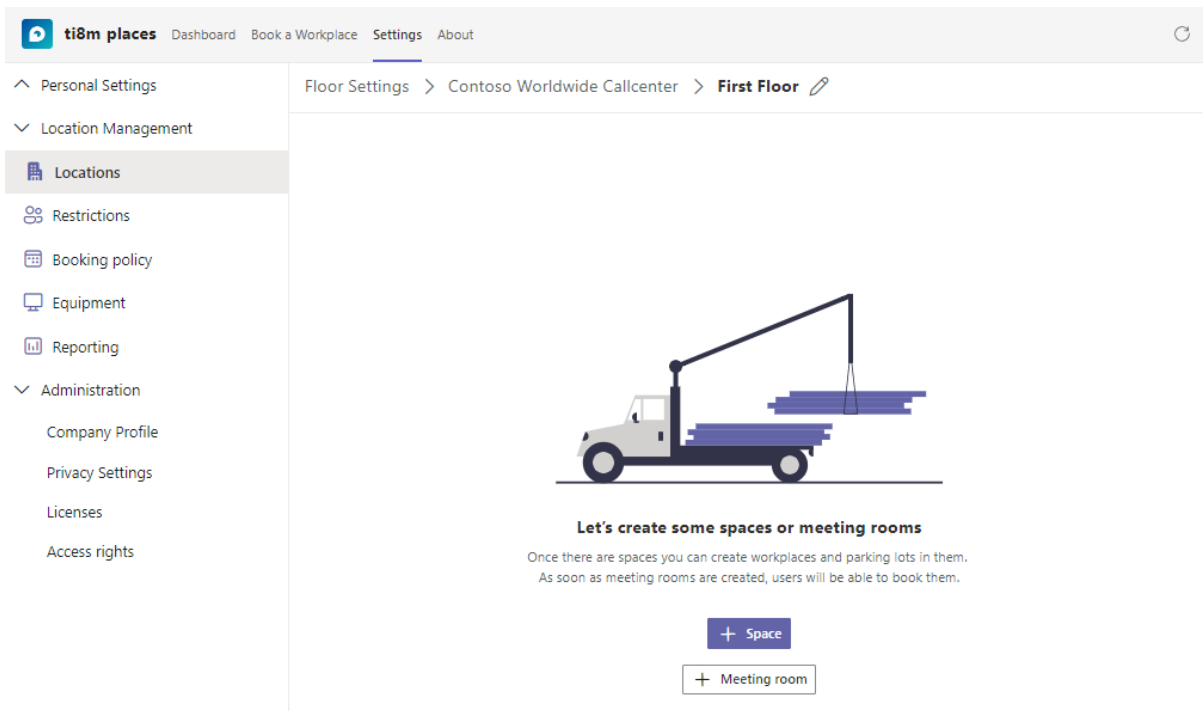 ti8m places Dashboard Book a Workplace Settings About
Personal Settings
Location Management
Locations
Restrictions
Booking policy
Equipment
Reporting
Administration
Company Profile
Privacy Settings
Licenses
Access rights
Floor Settings > Contoso Worldwide Callcenter > First Floor
Let's create some spaces or meeting rooms
Once there are spaces you can create workplaces and parking lots in them.
As soon as meeting rooms are created, users will be able to book them.
+ Space
+ Meeting room